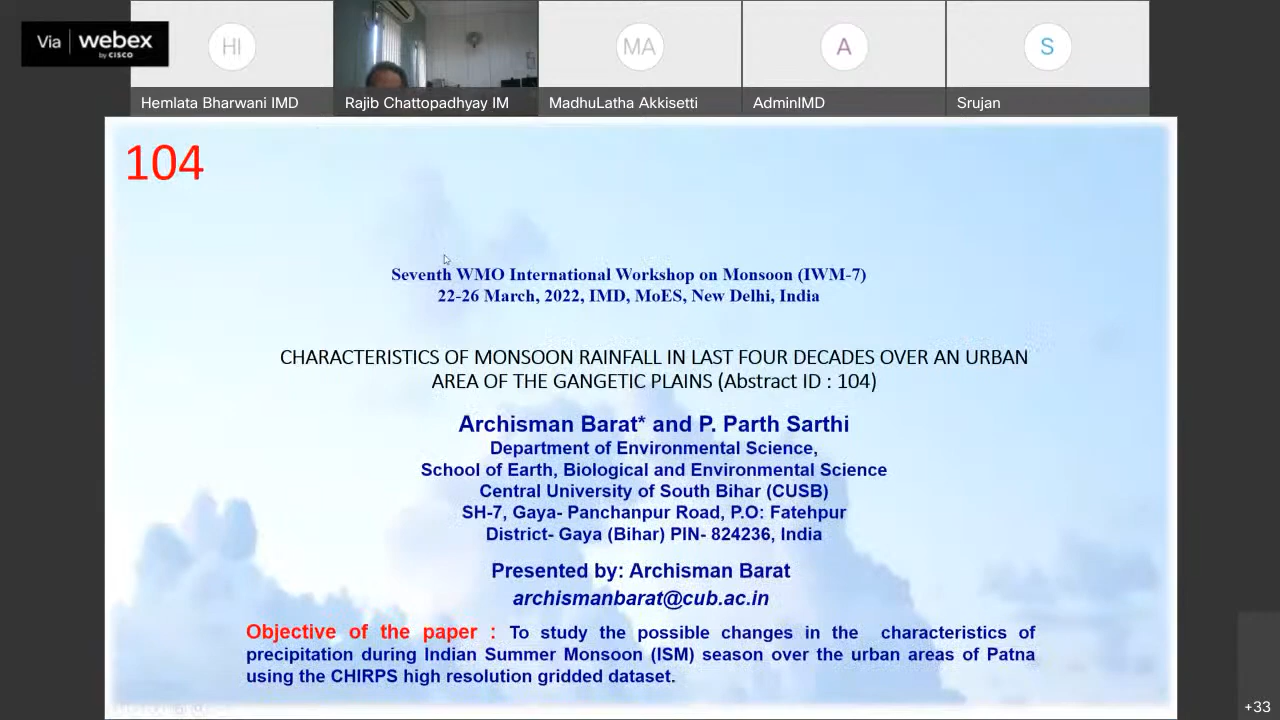 Via webex
by CISCO
HI
MA
A
S
Hemlata Bharwani IMD
Rajib Chattopadhyay IM
MadhuLatha Akkisetti
AdminIMD
Srujan
104
Seventh WMO International Workshop on Monsoon (IWM-7)
22-26 March, 2022, IMD, MoES, New Delhi, India
CHARACTERISTICS OF MONSOON RAINFALL IN LAST FOUR DECADES OVER AN URBAN
AREA OF THE GANGETIC PLAINS (Abstract ID : 104)
Archisman Barat* and P. Parth Sarthi
Department of Environmental Science,
School of Earth, Biological and Environmental Science
Central University of South Bihar (CUSB)
SH-7, Gaya- Panchanpur Road, P.O: Fatehpur
District- Gaya (Bihar) PIN- 824236, India
Presented by: Archisman Barat
archismanbarat@cub.ac.in
Objective of the paper : To study the possible changes in the characteristics of
precipitation during Indian Summer Monsoon (ISM) season over the urban areas of Patna
using the CHIRPS high resolution gridded dataset.
+33